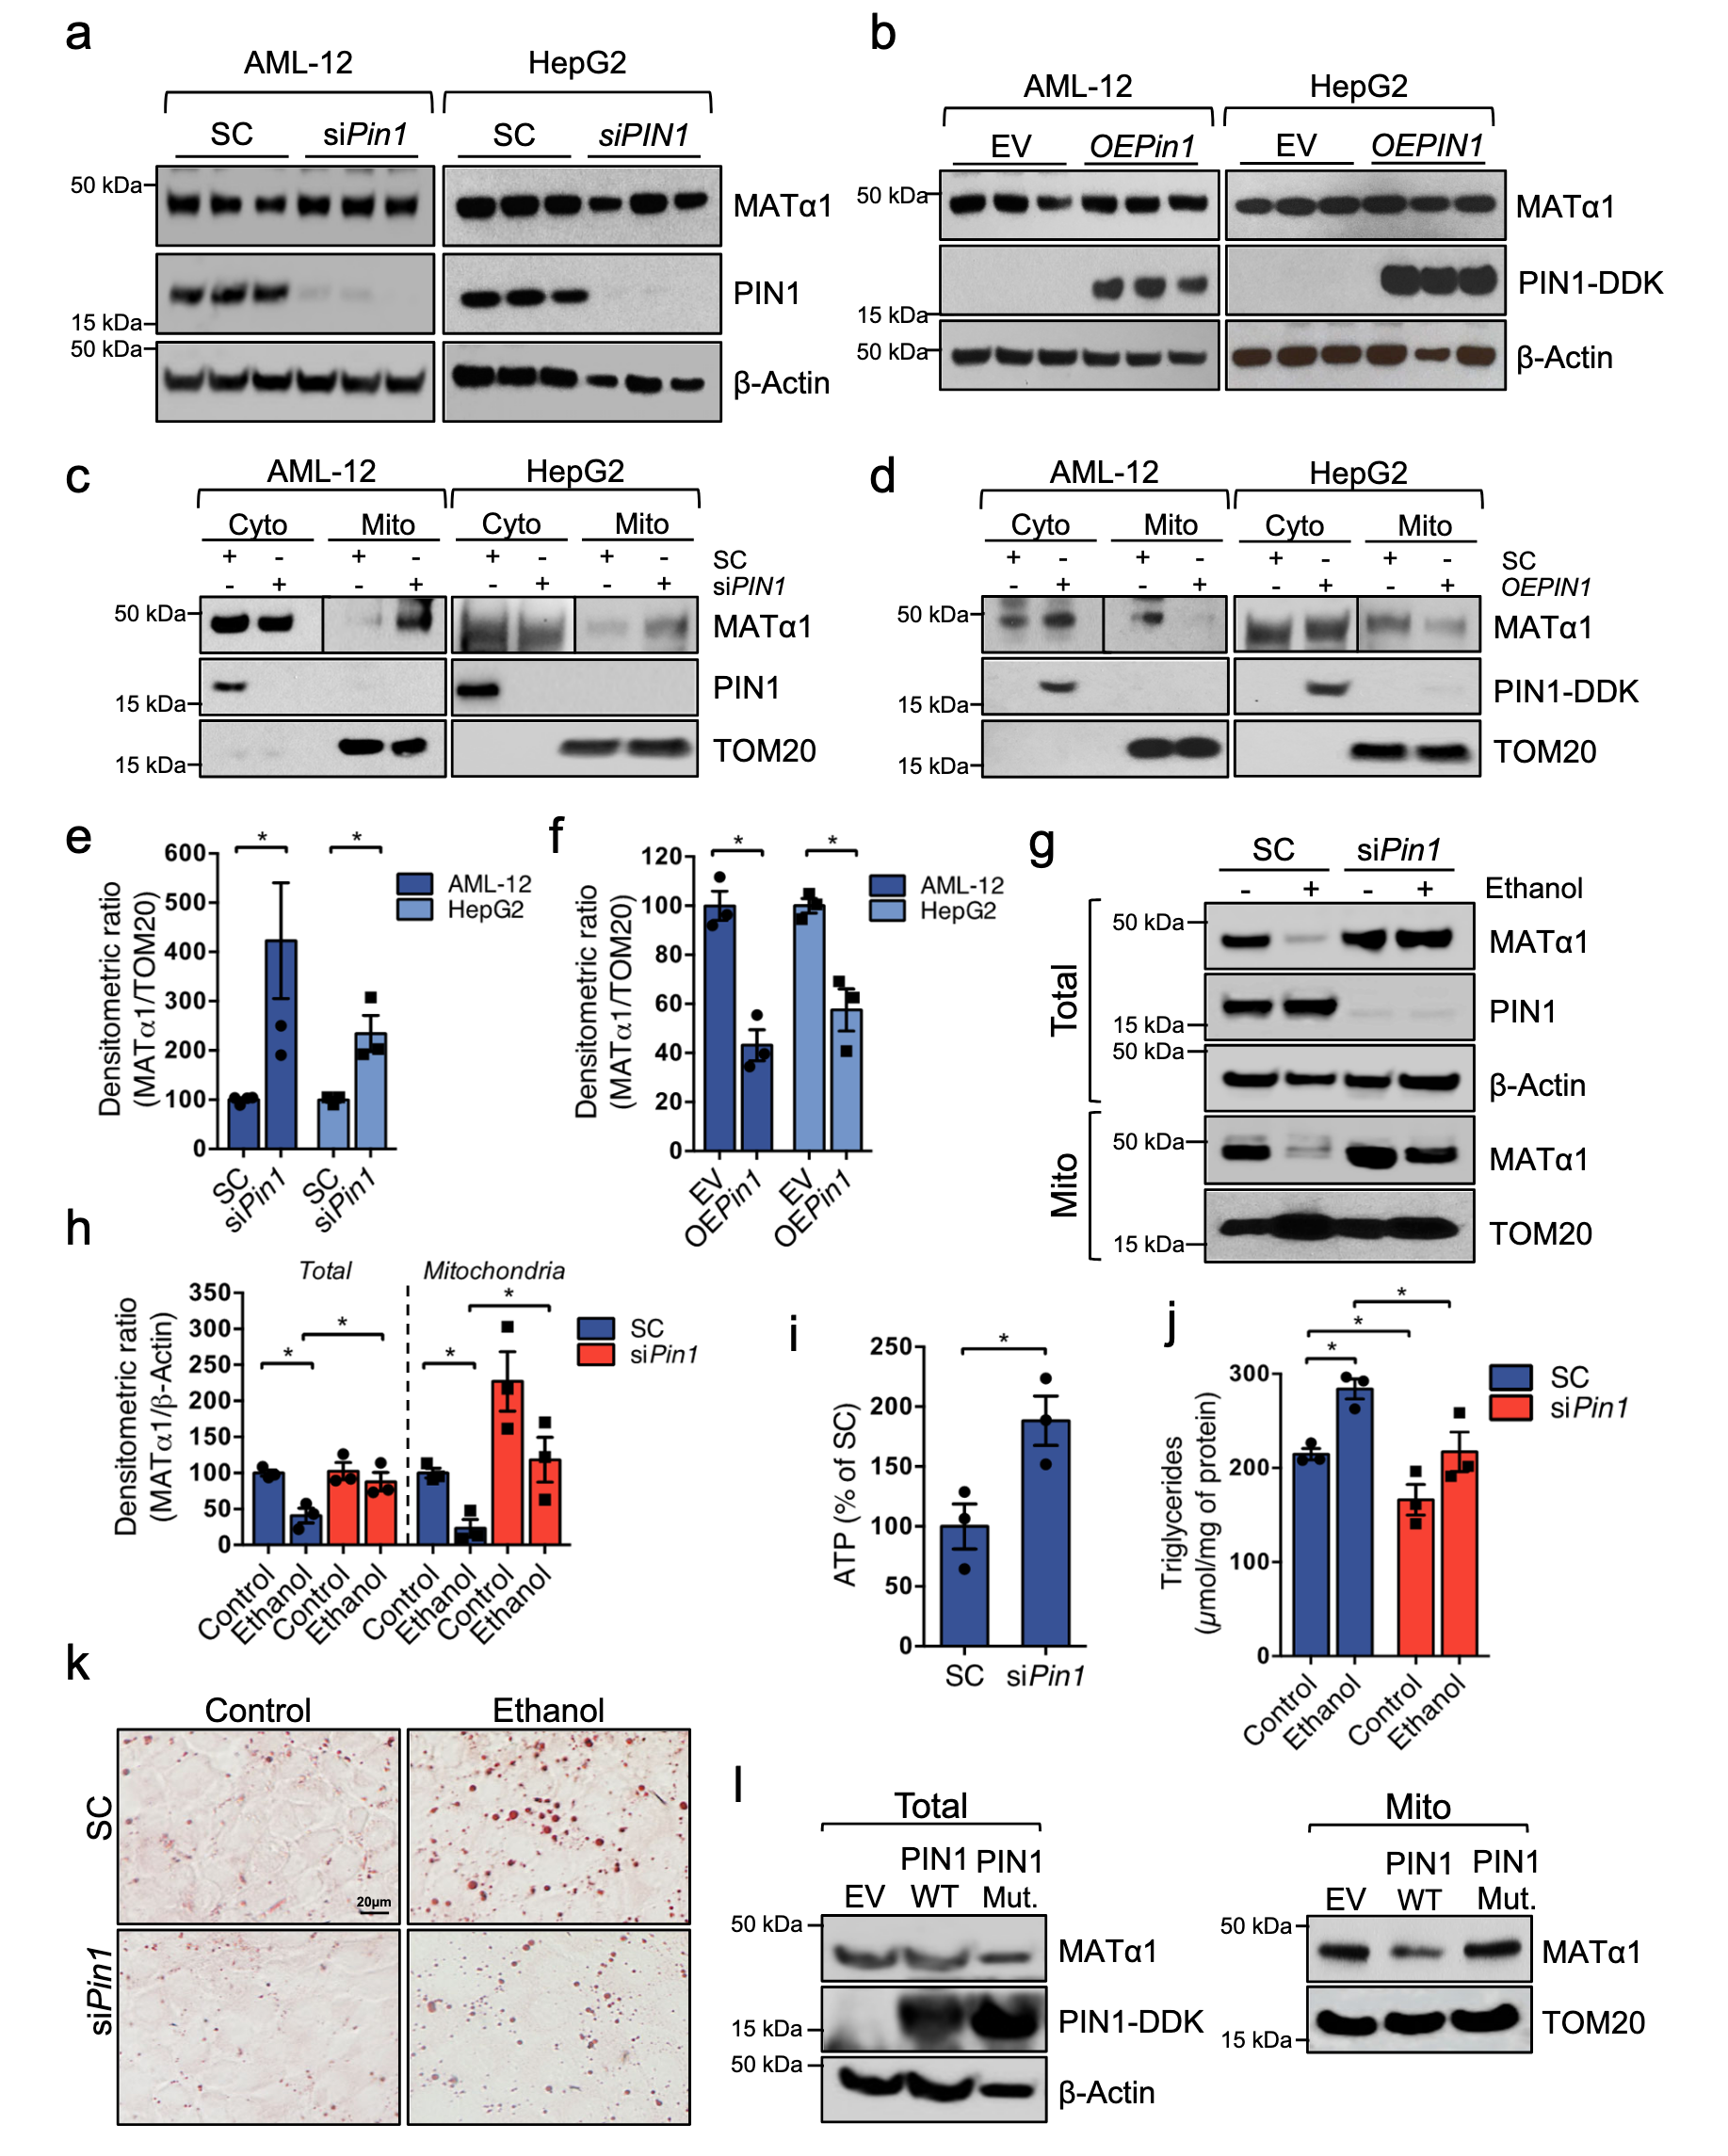 a
AML-12 HepG2
SC siPin1 SC siPIN1
50 kDa MATα1
PIN1
15 kDa
50 kDa
β-Actin
b
AML-12 HepG2
EV OEPin1 EV OEPIN1
50 kDa MATα1
PIN1-DDK
15 kDa
50 kDa β-Actin
c
AML-12 HepG2
Cyto Mito Cyto Mito
+ - + - + - + - SC
- + - + - + - + siPIN1
50 kDa MATα1
PIN1
15 kDa
TOM20
15 kDa
d
AML-12 HepG2
Cyto Mito Cyto Mito
+ - + - + - + - SC
- + - + - + - + OEPIN1
50 kDa MATα1
PIN1-DDK
15 kDa
TOM20
15 kDa
e
Densitometric ratio
(MATα1/TOM20)
600
500
400
300
200
100
0
* *
AML-12
HepG2
SC siPin1 SC siPin1
f
Densitometric ratio
(MATα1/TOM20)
120
100
80
60
40
20
0
* *
AML-12
HepG2
EV OEPin1 EV OEPin1
g
SC siPin1
- + - + Ethanol
Total
50 kDa
MATα1
PIN1
15 kDa
50 kDa
β-Actin
Mito
50 kDa
MATα1
TOM20
15 kDa
h
Total Mitochondria
Densitometric ratio
(MATα1/β-Actin)
350
300
250
200
150
100
50
0
* * * *
SC
siPin1
Control Ethanol Control Ethanol Control Ethanol Control Ethanol
i
ATP (% of SC)
250
200
150
100
50
0
*
SC siPin1
j
Triglycerides
(µmol/mg of protein)
300
200
100
0
*
*
*
SC
siPin1
Control Ethanol Control Ethanol
k
Control Ethanol
SC
20µm
siPin1
l
Total
EV PIN1 WT PIN1 Mut.
50 kDa
MATα1
PIN1-DDK
15 kDa
50 kDa
β-Actin
Mito
EV PIN1 WT PIN1 Mut.
50 kDa
MATα1
TOM20
15 kDa